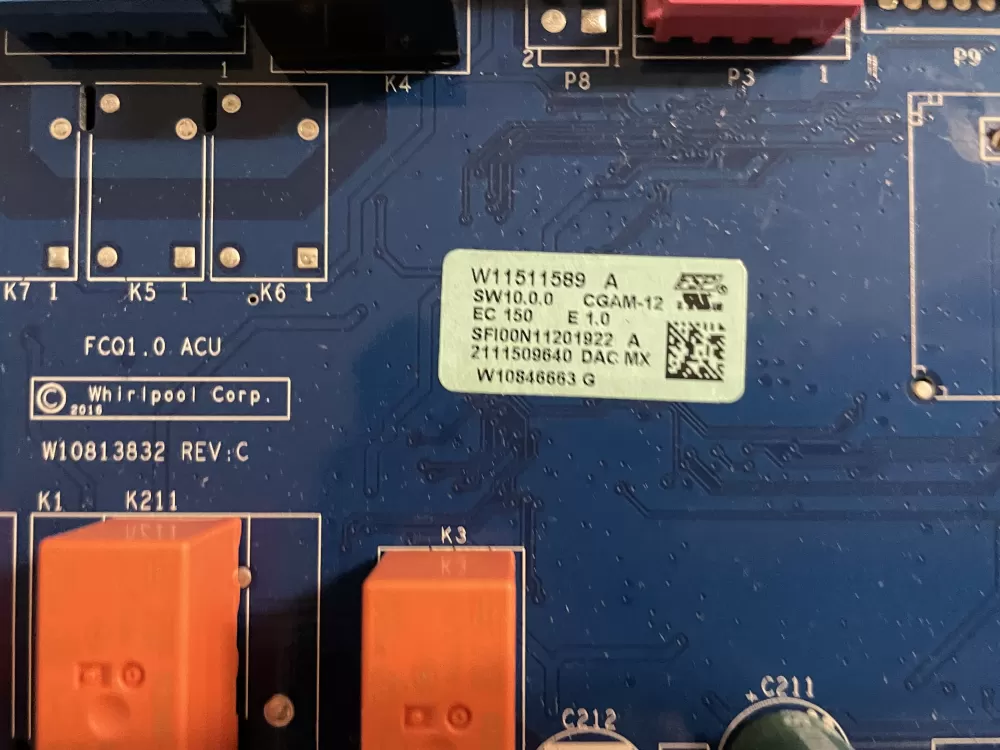 1
K4
2 1
P8
P3 1
P9
K7 1
K5 1
K6 1
FCQ1.0 ACU
© Whirlpool Corp.
2016
W10813832 REV:C
W11511589 A
SW10.0.0 CGAM-12
EC 150 E 1.0
SFI00N11201922 A
2111509640 DAC MX
W10846663 G
K1 K211
K3
C212
C211